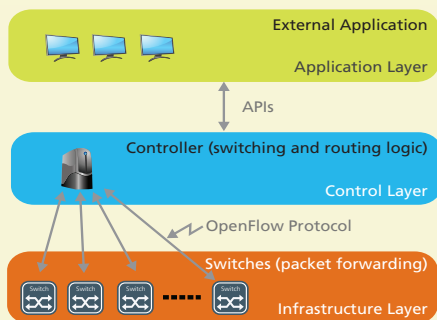 External Application
Application Layer
APIs
Controller (switching and routing logic)
Control Layer
OpenFlow Protocol
Switches (packet forwarding)
Switch Switch Switch Switch
Infrastructure Layer